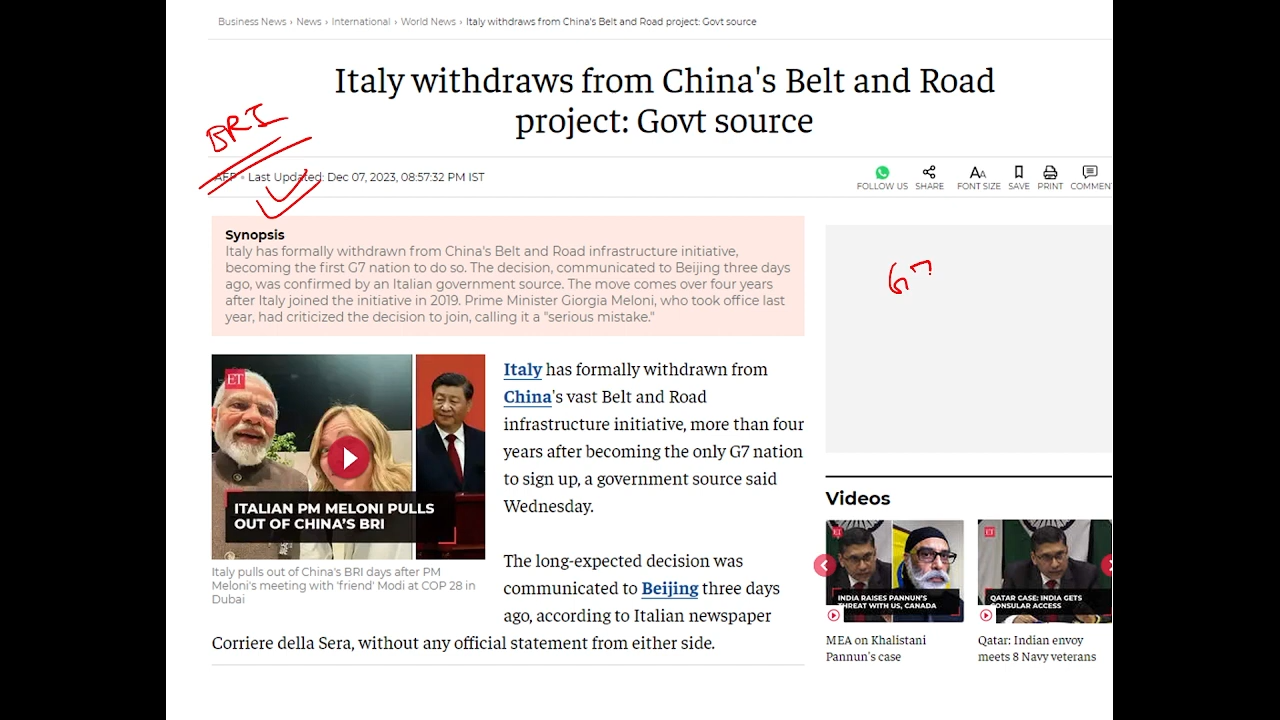 Business News › News › International › World News › Italy withdraws from China's Belt and Road project: Govt source
Italy withdraws from China's Belt and Road
project: Govt source
BRI
AFP • Last Updated: Dec 07, 2023, 08:57:32 PM IST
FOLLOW US SHARE FONT SIZE SAVE PRINT COMMENT
Synopsis
Italy has formally withdrawn from China's Belt and Road infrastructure initiative,
becoming the first G7 nation to do so. The decision, communicated to Beijing three days
ago, was confirmed by an Italian government source. The move comes over four years
after Italy joined the initiative in 2019. Prime Minister Giorgia Meloni, who took office last
year, had criticized the decision to join, calling it a "serious mistake."
G7
ET
ITALIAN PM MELONI PULLS
OUT OF CHINA'S BRI
Italy pulls out of China's BRI days after PM
Meloni's meeting with 'friend' Modi at COP 28 in
Dubai
Italy has formally withdrawn from
China's vast Belt and Road
infrastructure initiative, more than four
years after becoming the only G7 nation
to sign up, a government source said
Wednesday.
The long-expected decision was
communicated to Beijing three days
ago, according to Italian newspaper
Corriere della Sera, without any official statement from either side.
Videos
ET
INDIA RAISES PANNUN'S
THREAT WITH US, CANADA
MEA on Khalistani
Pannun's case
ET
QATAR CASE: INDIA GETS
CONSULAR ACCESS
Qatar: Indian envoy
meets 8 Navy veterans